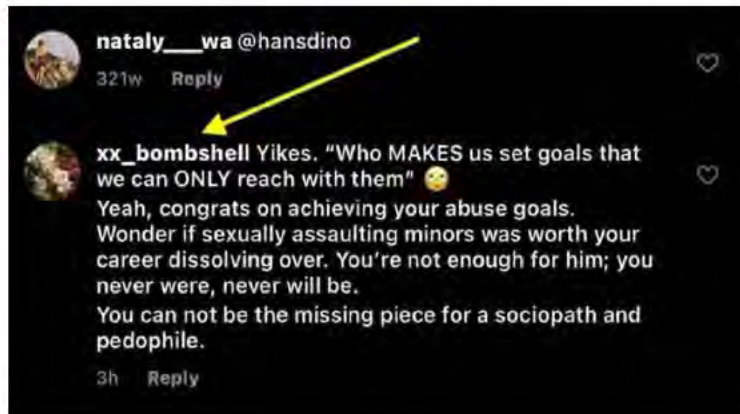 nataly___wa @hansdino
321w Reply
xx_bombshell Yikes. “Who MAKES us set goals that
we can ONLY reach with them” 🙄
Yeah, congrats on achieving your abuse goals.
Wonder if sexually assaulting minors was worth your
career dissolving over. You’re not enough for him; you
never were, never will be.
You can not be the missing piece for a sociopath and
pedophile.
3h Reply